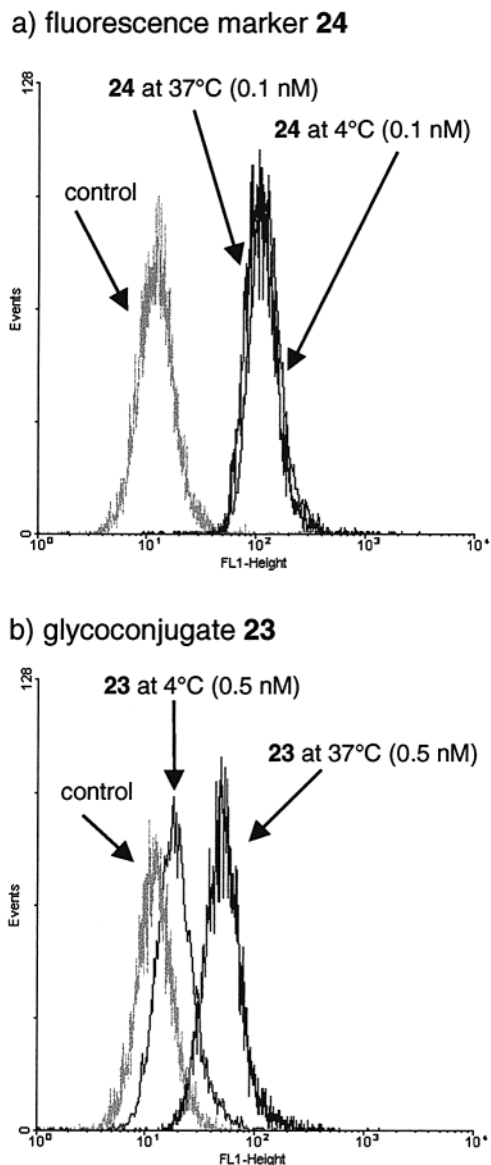 a) fluorescence marker 24
128
24 at 37°C (0.1 nM)
24 at 4°C (0.1 nM)
control
Events
0
10⁰ 10¹ 10² 10³ 10⁴
FL1-Height
b) glycoconjugate 23
128
23 at 4°C (0.5 nM)
23 at 37°C (0.5 nM)
control
Events
0
10⁰ 10¹ 10² 10³ 10⁴
FL1-Height